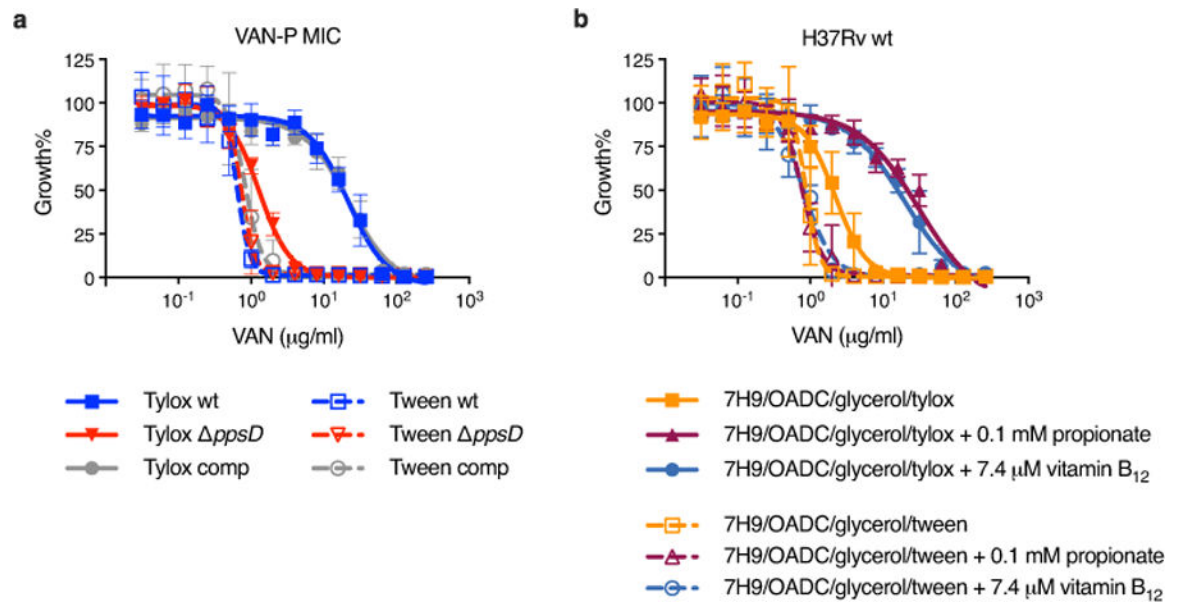 a
VAN-P MIC
125
100
75
50
25
0
Growth%
10-1
100
101
102
103
VAN (μg/ml)
Tylox wt
Tylox ΔppsD
Tylox comp
Tween wt
Tween ΔppsD
Tween comp
b
H37Rv wt
125
100
75
50
25
0
Growth%
10-1
100
101
102
103
VAN (μg/ml)
7H9/OADC/glycerol/tylox
7H9/OADC/glycerol/tylox + 0.1 mM propionate
7H9/OADC/glycerol/tylox + 7.4 μM vitamin B12
7H9/OADC/glycerol/tween
7H9/OADC/glycerol/tween + 0.1 mM propionate
7H9/OADC/glycerol/tween + 7.4 μM vitamin B12